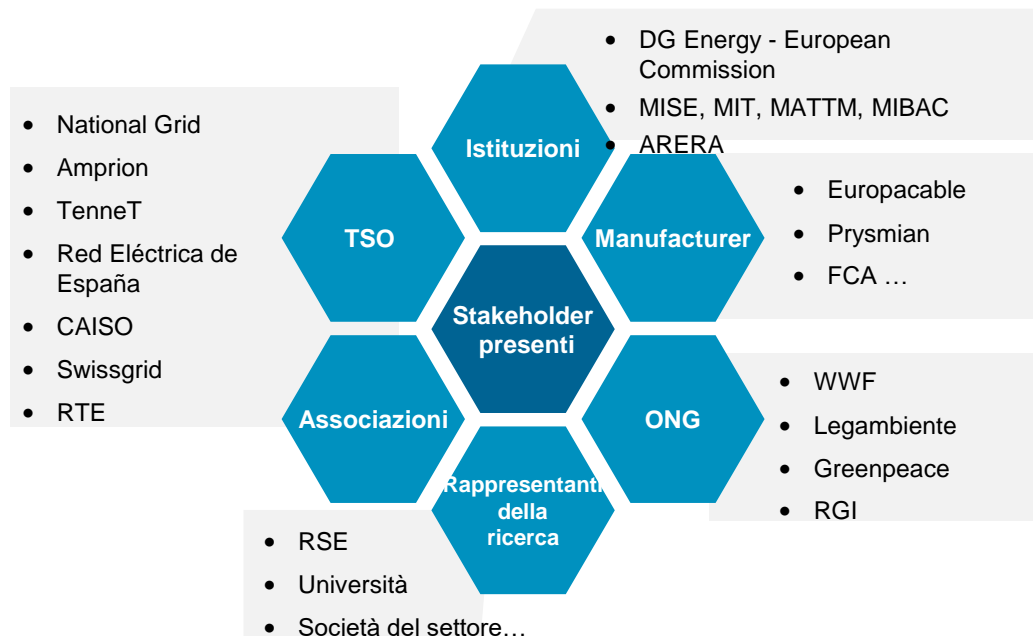 • DG Energy - European
Commission
• MISE, MIT, MATTM, MIBAC
• ARERA
Istituzioni
• National Grid
• Amprion
• TenneT
• Red Eléctrica de
España
• CAISO
• Swissgrid
• RTE
TSO
Manufacturer
• Europacable
• Prysmian
• FCA …
Stakeholder
presenti
Associazioni
ONG
• WWF
• Legambiente
• Greenpeace
• RGI
Rappresentanti
della
ricerca
• RSE
• Università
• Società del settore…